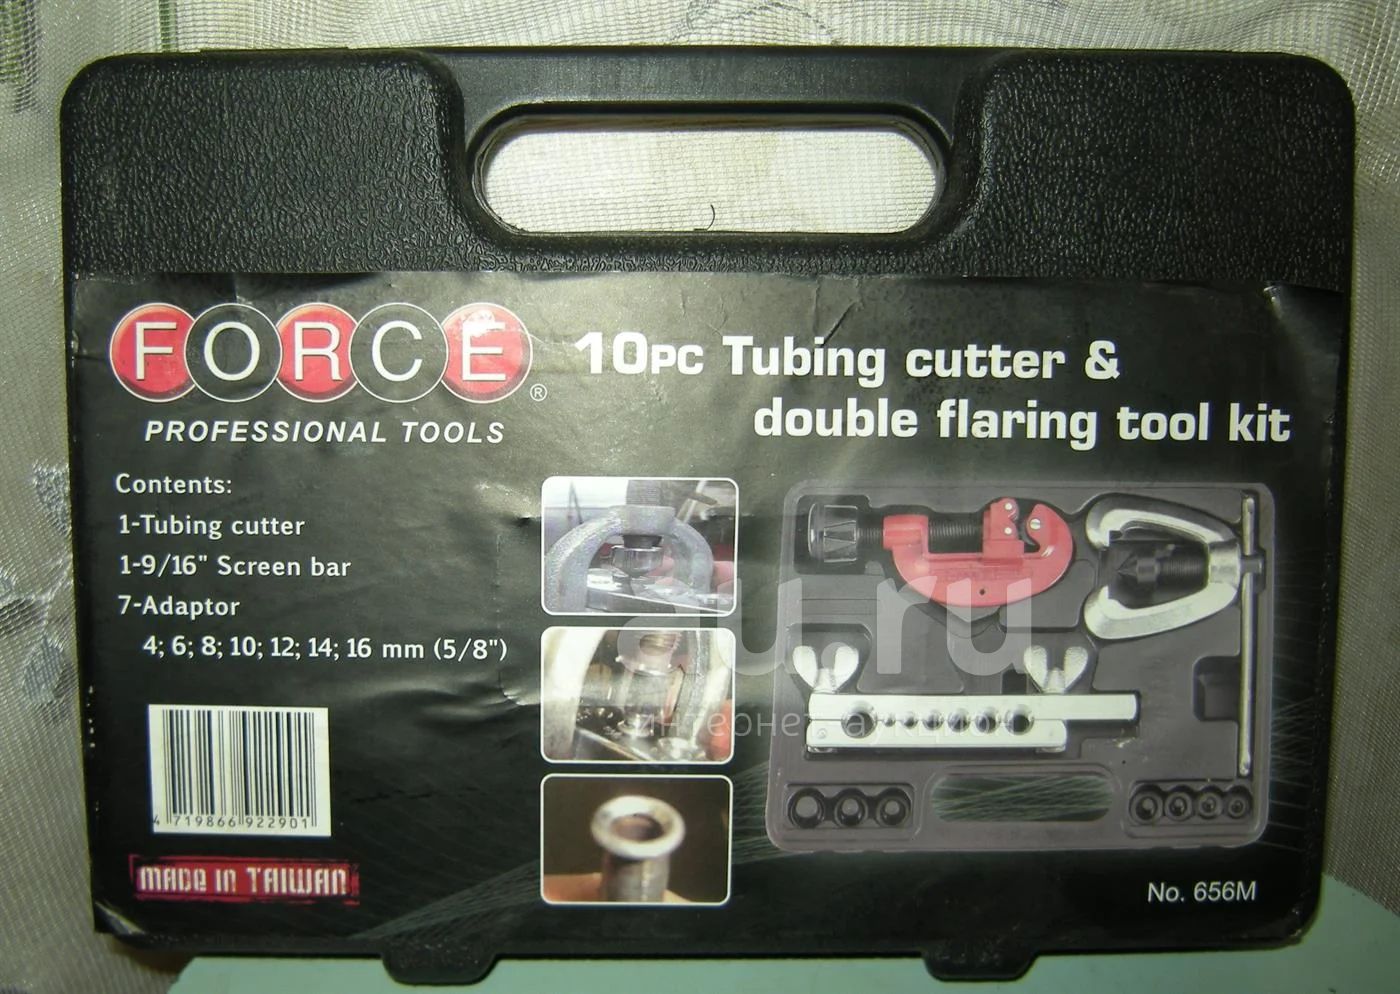 FORCE®
PROFESSIONAL TOOLS
10PC Tubing cutter &
double flaring tool kit
Contents:
1-Tubing cutter
1-9/16" Screen bar
7-Adaptor
4; 6; 8; 10; 12; 14; 16 mm (5/8")
4 719866 922901
MADE IN TAIWAN
No. 656M
au.ru
интернет аукцион